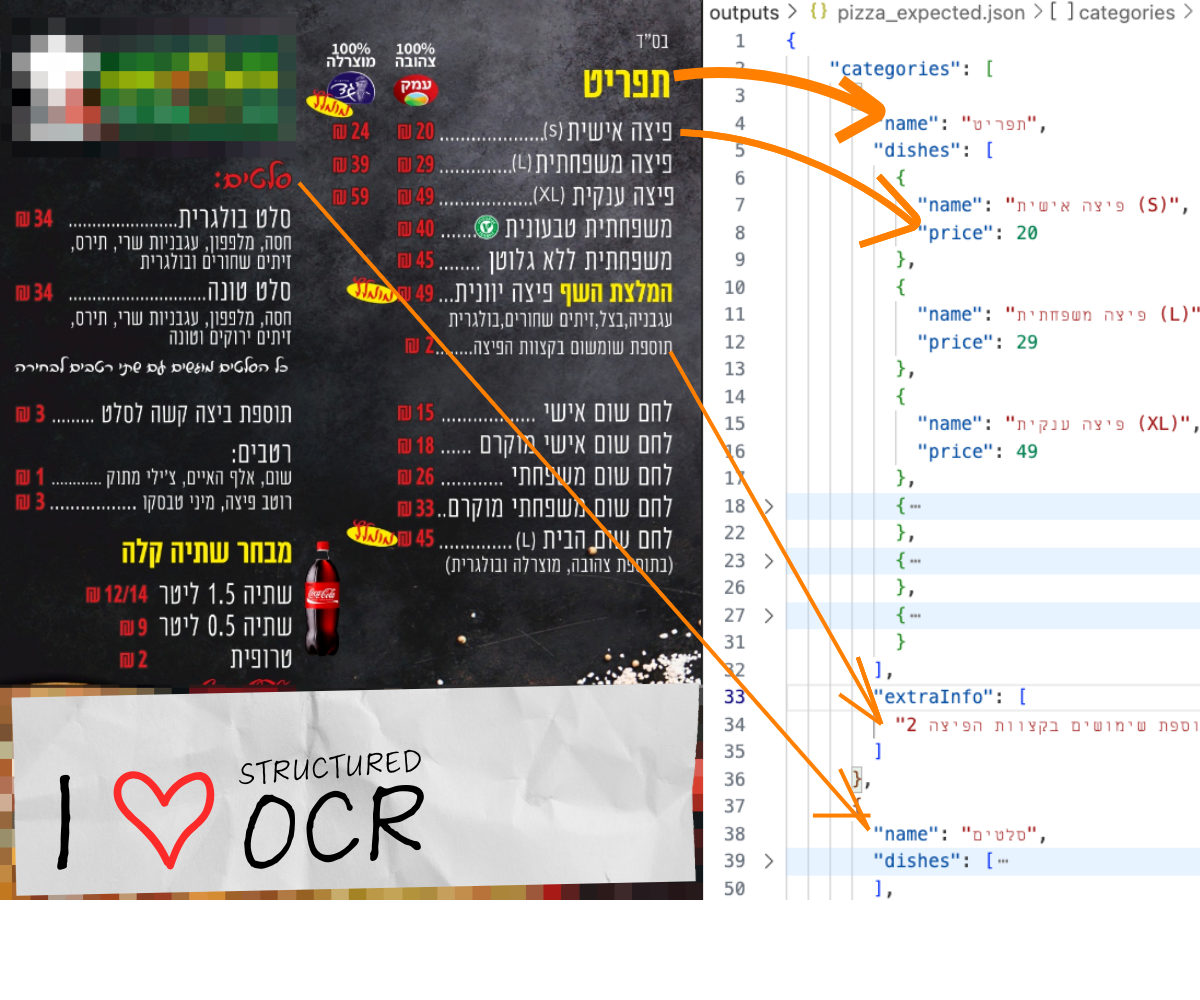 בס"ד
100% צהובה
100% מוצרלה
עמק
גד
מומלץ
תפריט
פיצה אישית (S)................... 20 ₪ 24 ₪
פיצה משפחתית (L)............. 29 ₪ 39 ₪
פיצה ענקית (XL)................. 49 ₪ 59 ₪
משפחתית טבעונית ....... 40 ₪
משפחתית ללא גלוטן ........ 45 ₪
המלצת השף פיצה יוונית... 49 ₪ מומלץ
עגבניה,בצל,זיתים שחורים,בולגרית
תוספת שומשום בקצוות הפיצה........ 2 ₪
לחם שום אישי ................ 15 ₪
לחם שום אישי מוקרם ...... 18 ₪
לחם שום משפחתי ............ 26 ₪
לחם שום משפחתי מוקרם.. 33 ₪
לחם שום הבית (L) ............. 45 ₪ מומלץ
(בתוספת צהובה, מוצרלה ובולגרית)
סלטים:
סלט בולגרית...................... 34 ₪
חסה, מלפפון, עגבניות שרי, תירס,
זיתים שחורים ובולגרית
סלט טונה........................... 34 ₪
חסה, מלפפון, עגבניות שרי, תירס,
זיתים ירוקים וטונה
כל הסלטים מוגשים עם שתי רטבים לבחירה
תוספת ביצה קשה לסלט ......... 3 ₪
רטבים:
שום, אלף האיים, צ'ילי מתוק ............ 1 ₪
רוטב פיצה, מיני טבסקו .................. 3 ₪
מבחר שתיה קלה
שתיה 1.5 ליטר 12/14 ₪
שתיה 0.5 ליטר 9 ₪
טרופית 2 ₪
Coca-Cola
I
STRUCTURED
OCR
outputs > {} pizza_expected.json > [ ] categories >
1 {
2 "categories": [
3
4 "name": "תפריט",
5 "dishes": [
6 {
7 "name": "פיצה אישית (S)",
8 "price": 20
9 },
10 {
11 "name": "פיצה משפחתית (L)"
12 "price": 29
13 },
14 {
15 "name": "פיצה ענקית (XL)",
16 "price": 49
17 },
18 > {…
22 },
23 > {…
26 },
27 > {…
31 }
32 ],
33 "extraInfo": [
34 "וספת שימושים בקצוות הפיצה 2
35 ]
36 },
37 {
38 "name": "סלטים",
39 > "dishes": […
50 ],